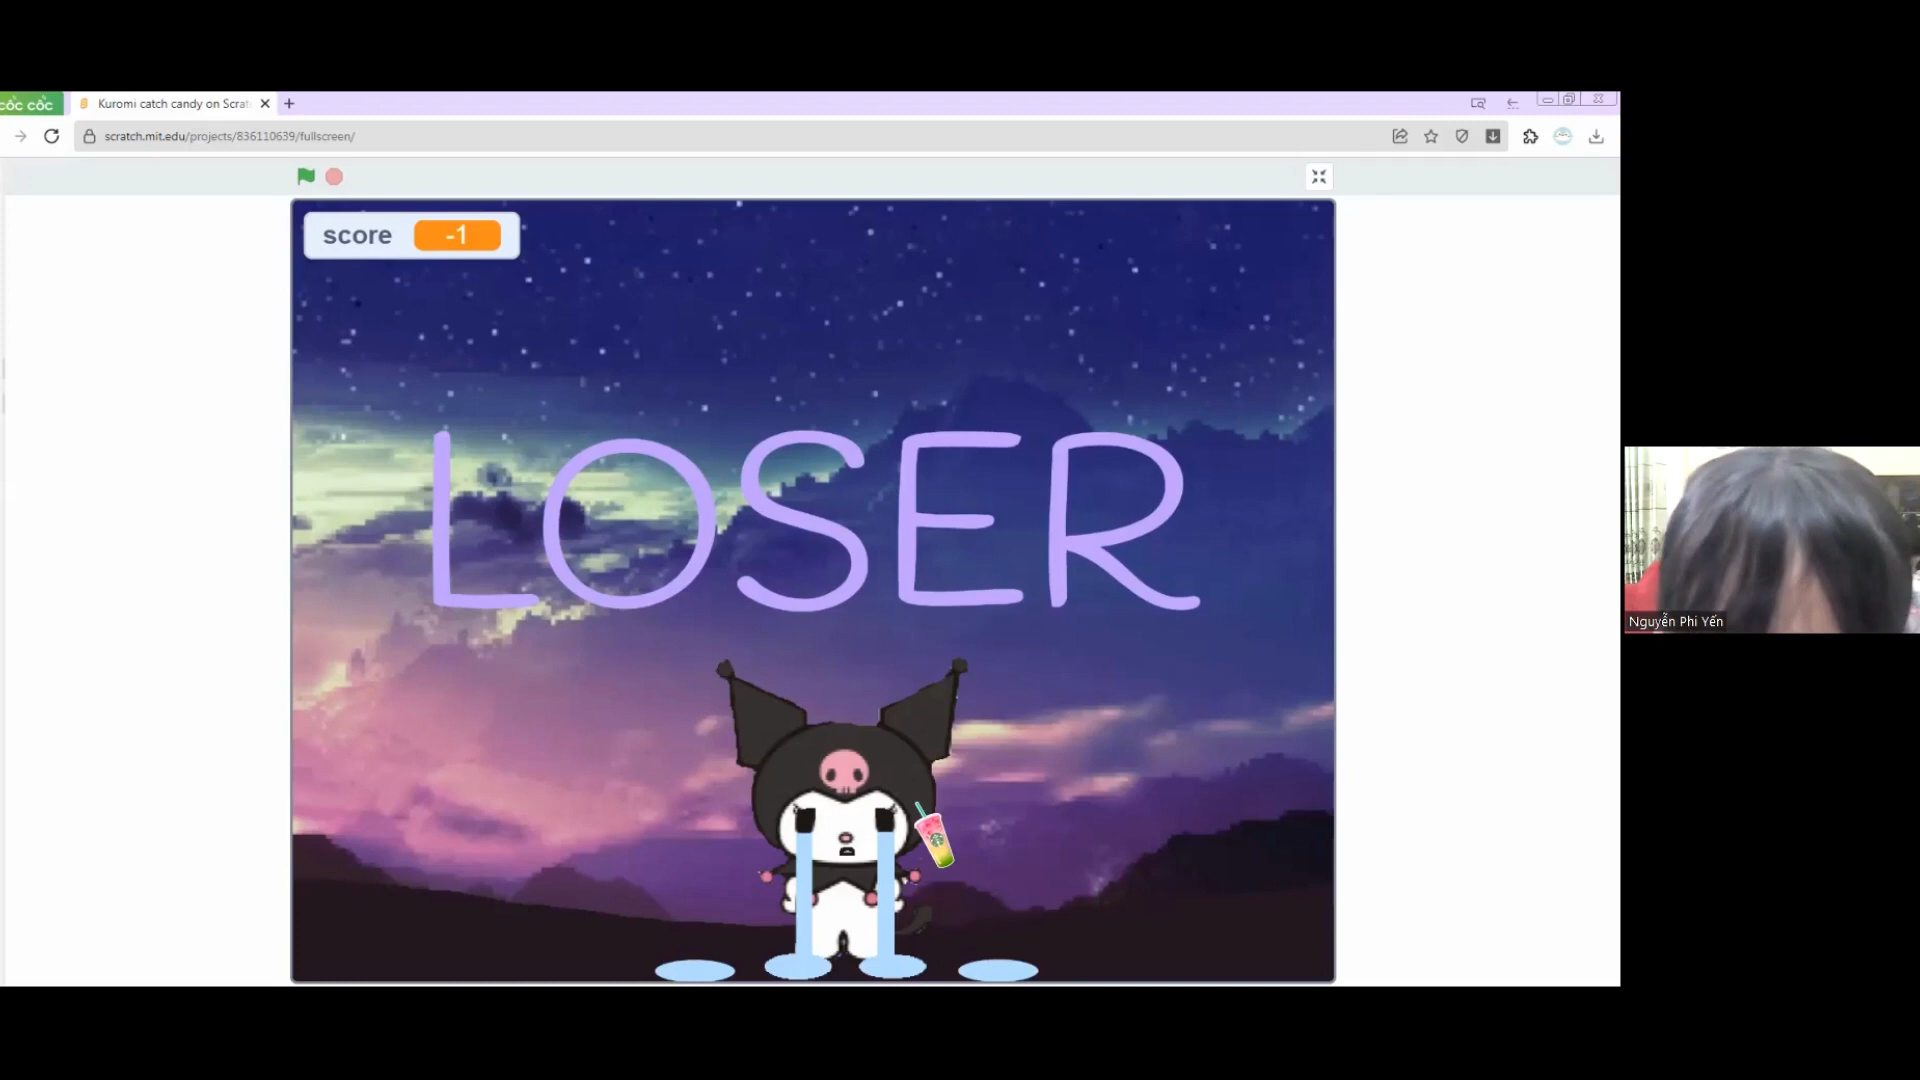 cốc cốc
Kuromi catch candy on Scrat
scratch.mit.edu/projects/836110639/fullscreen/
score -1
LOSER
Nguyễn Phi Yến